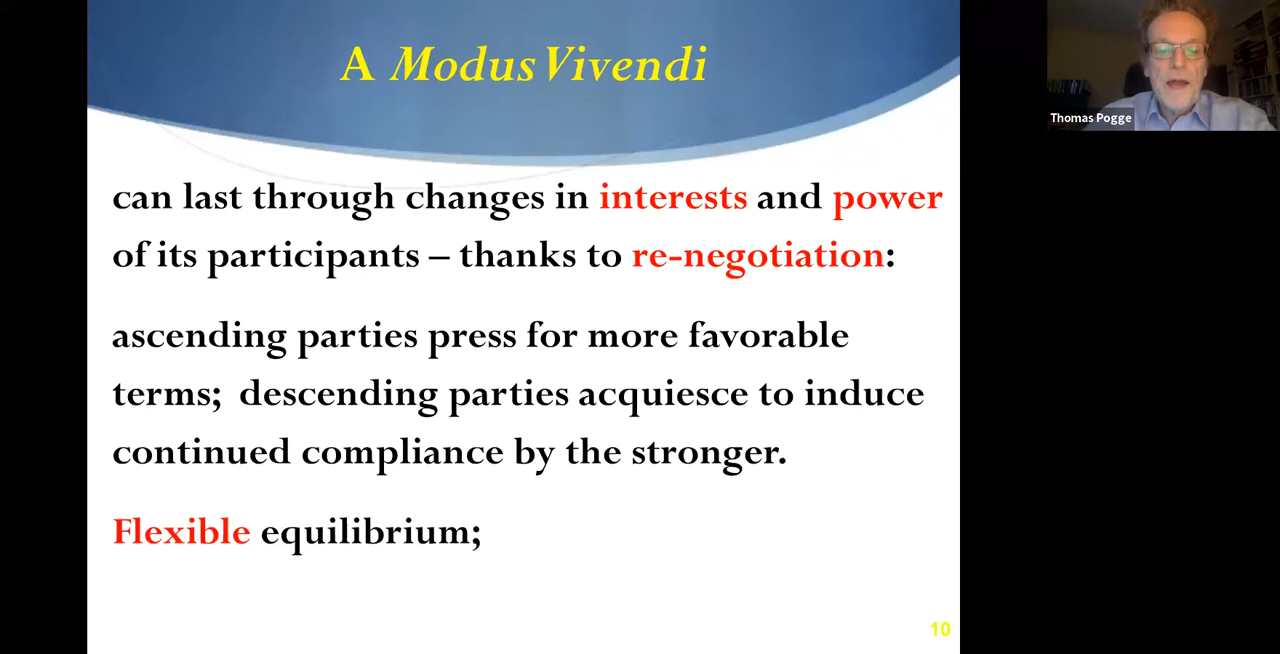 A Modus Vivendi
Thomas Pogge
can last through changes in interests and power
of its participants – thanks to re-negotiation:
ascending parties press for more favorable
terms; descending parties acquiesce to induce
continued compliance by the stronger.
Flexible equilibrium;
10